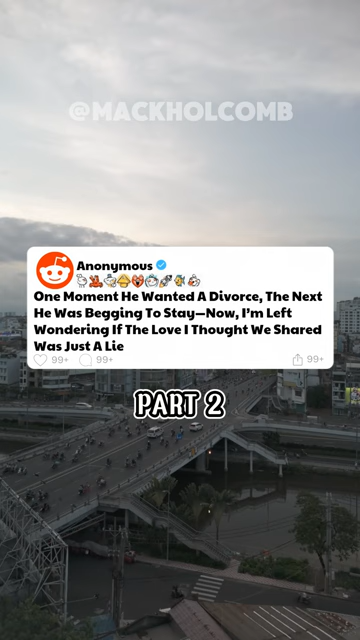 @MACKHOLCOMB
Anonymous
One Moment He Wanted A Divorce, The Next
He Was Begging To Stay—Now, I'm Left
Wondering If The Love I Thought We Shared
Was Just A Lie
99+ 99+ 99+
PART 2